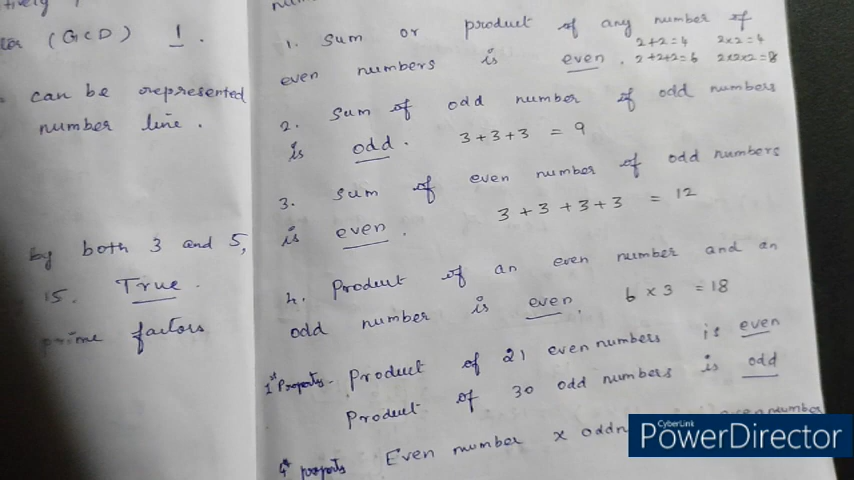 (GCD) 1.
can be represented
number line.
by both 3 and 5,
15. True.
prime factors
1. Sum or product of any number of
even numbers is even.
2+2=4 2x2=4
2+2+2=6 2x2x2=8
2. Sum of odd number of odd numbers
is odd. 3+3+3 = 9
3. Sum of even number of odd numbers
is even. 3+3+3+3 = 12
4. Product of an even number and an
odd number is even. 6 x 3 = 18
1st Property - Product of 21 even numbers is even
Product of 30 odd numbers is odd
4th property Even number x odd
CyberLink
PowerDirector